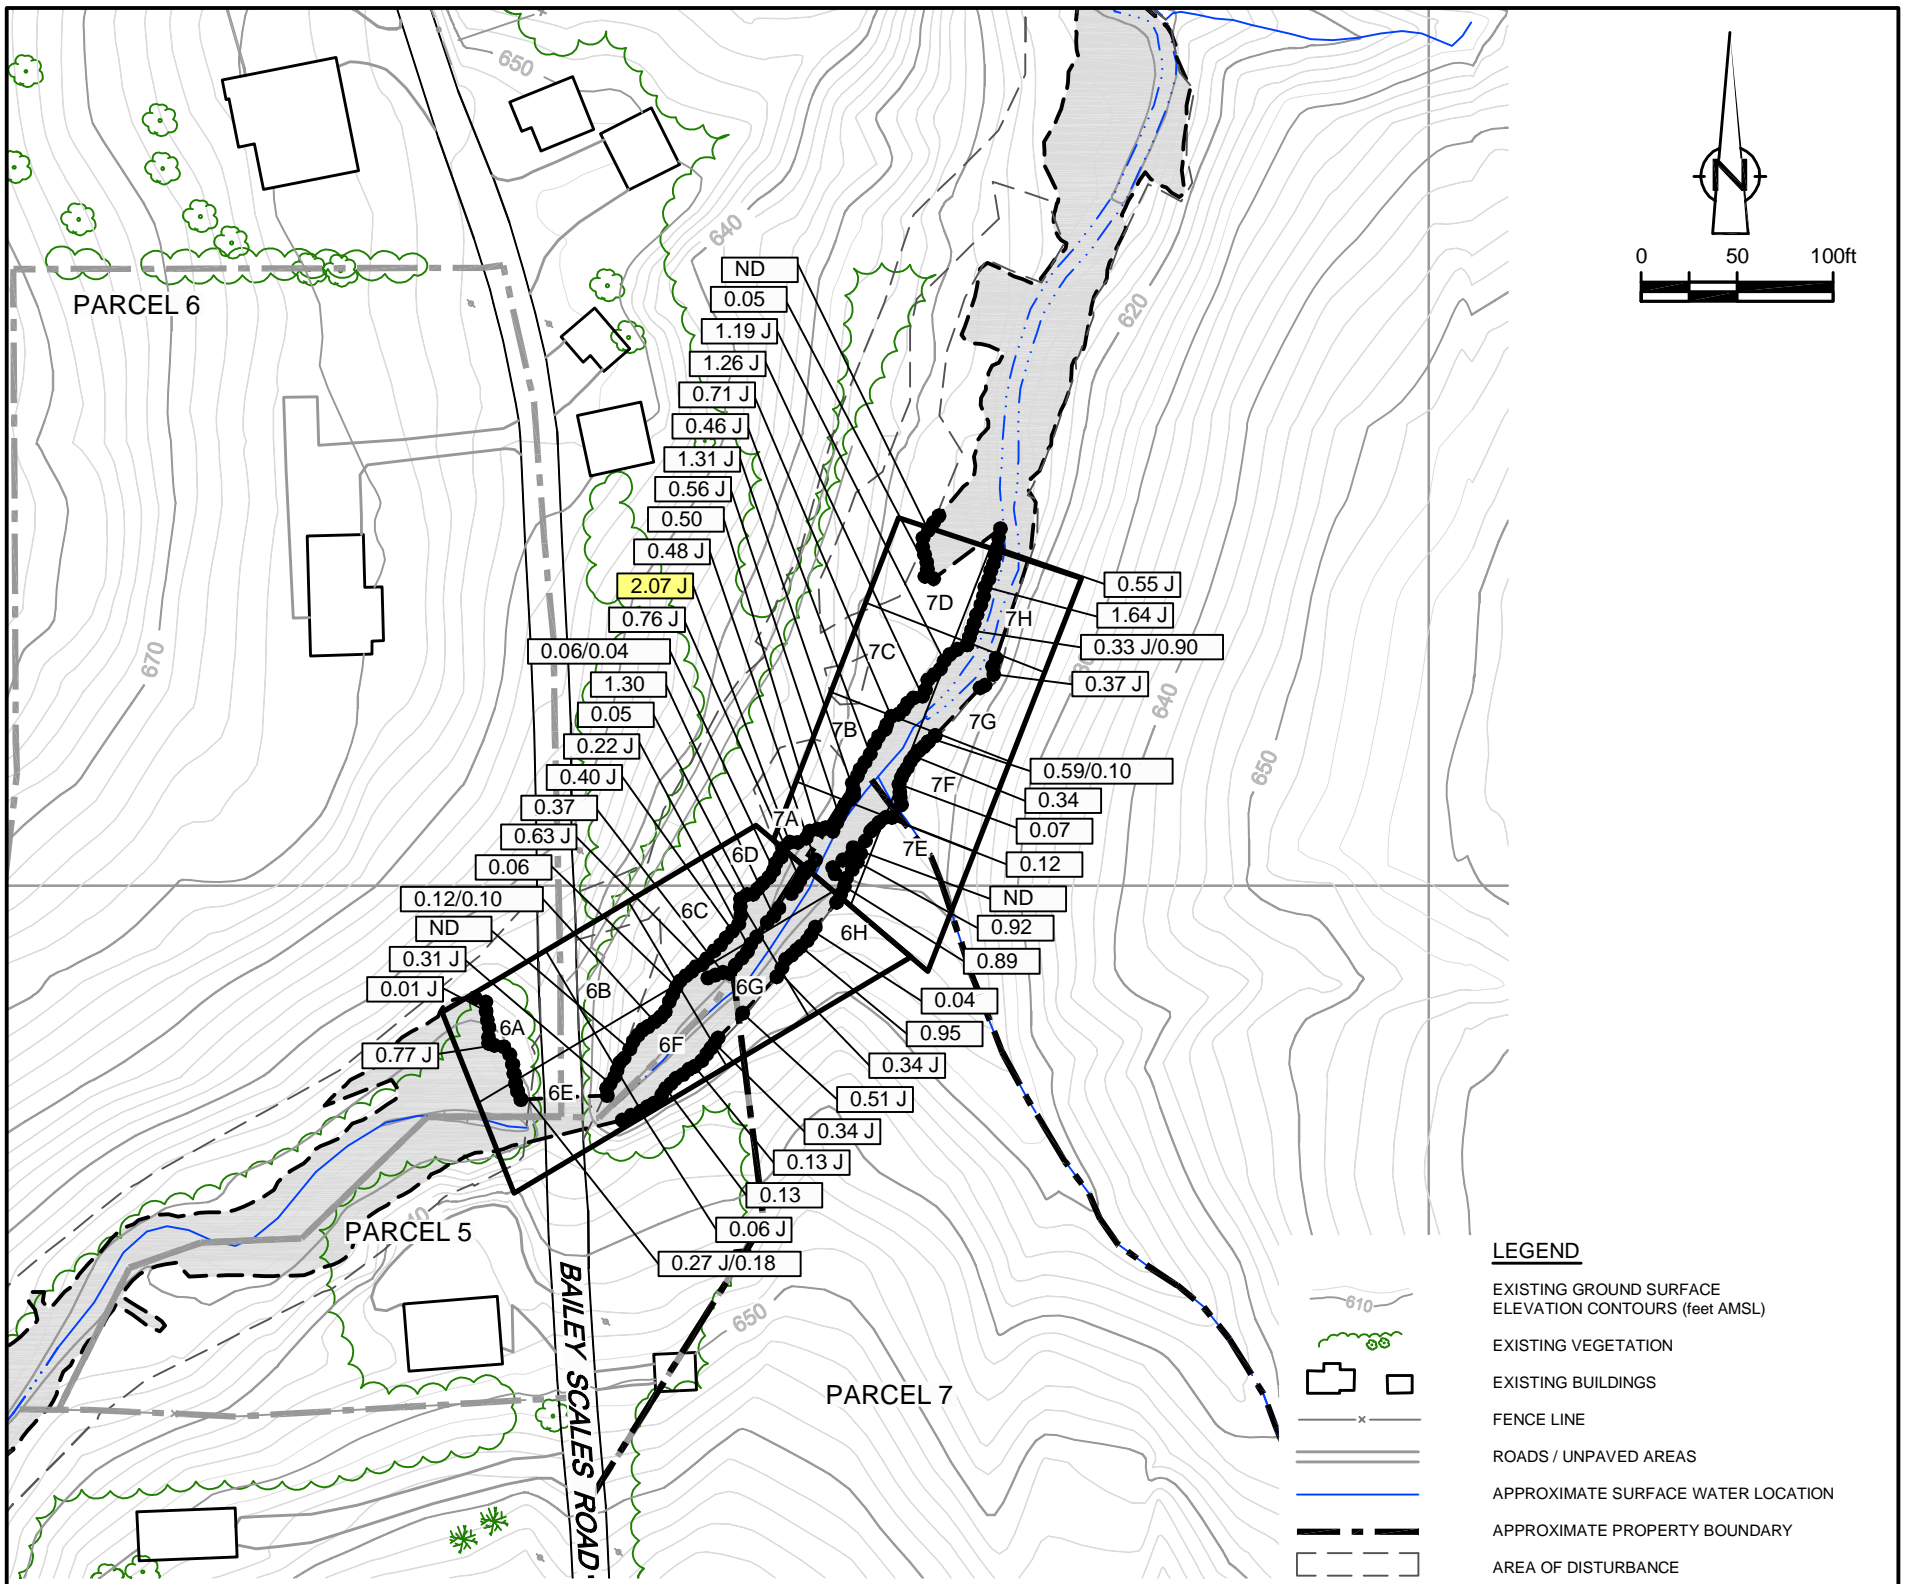 650
640
620
PARCEL 6
0 50 100ft
ND
0.05
1.19 J
1.26 J
0.71 J
0.46 J
1.31 J
0.56 J
0.50
0.48 J
2.07 J
0.76 J
0.06/0.04
1.30
0.05
0.22 J
0.40 J
0.37
0.63 J
0.06
0.12/0.10
ND
0.31 J
0.01 J
0.77 J
670
7D
7H
7C
7B
7G
7F
7A
7E
6D
6C
6H
6B
6G
6A
6F
6E
0.55 J
1.64 J
0.33 J/0.90
0.37 J
640
650
0.59/0.10
0.34
0.07
0.12
ND
0.92
0.89
0.04
0.95
0.34 J
0.51 J
0.34 J
0.13 J
0.13
0.06 J
0.27 J/0.18
PARCEL 5
650
PARCEL 7
BAILEY SCALES ROAD
N
LEGEND
610
EXISTING GROUND SURFACE
ELEVATION CONTOURS (feet AMSL)
EXISTING VEGETATION
EXISTING BUILDINGS
FENCE LINE
ROADS / UNPAVED AREAS
APPROXIMATE SURFACE WATER LOCATION
APPROXIMATE PROPERTY BOUNDARY
AREA OF DISTURBANCE